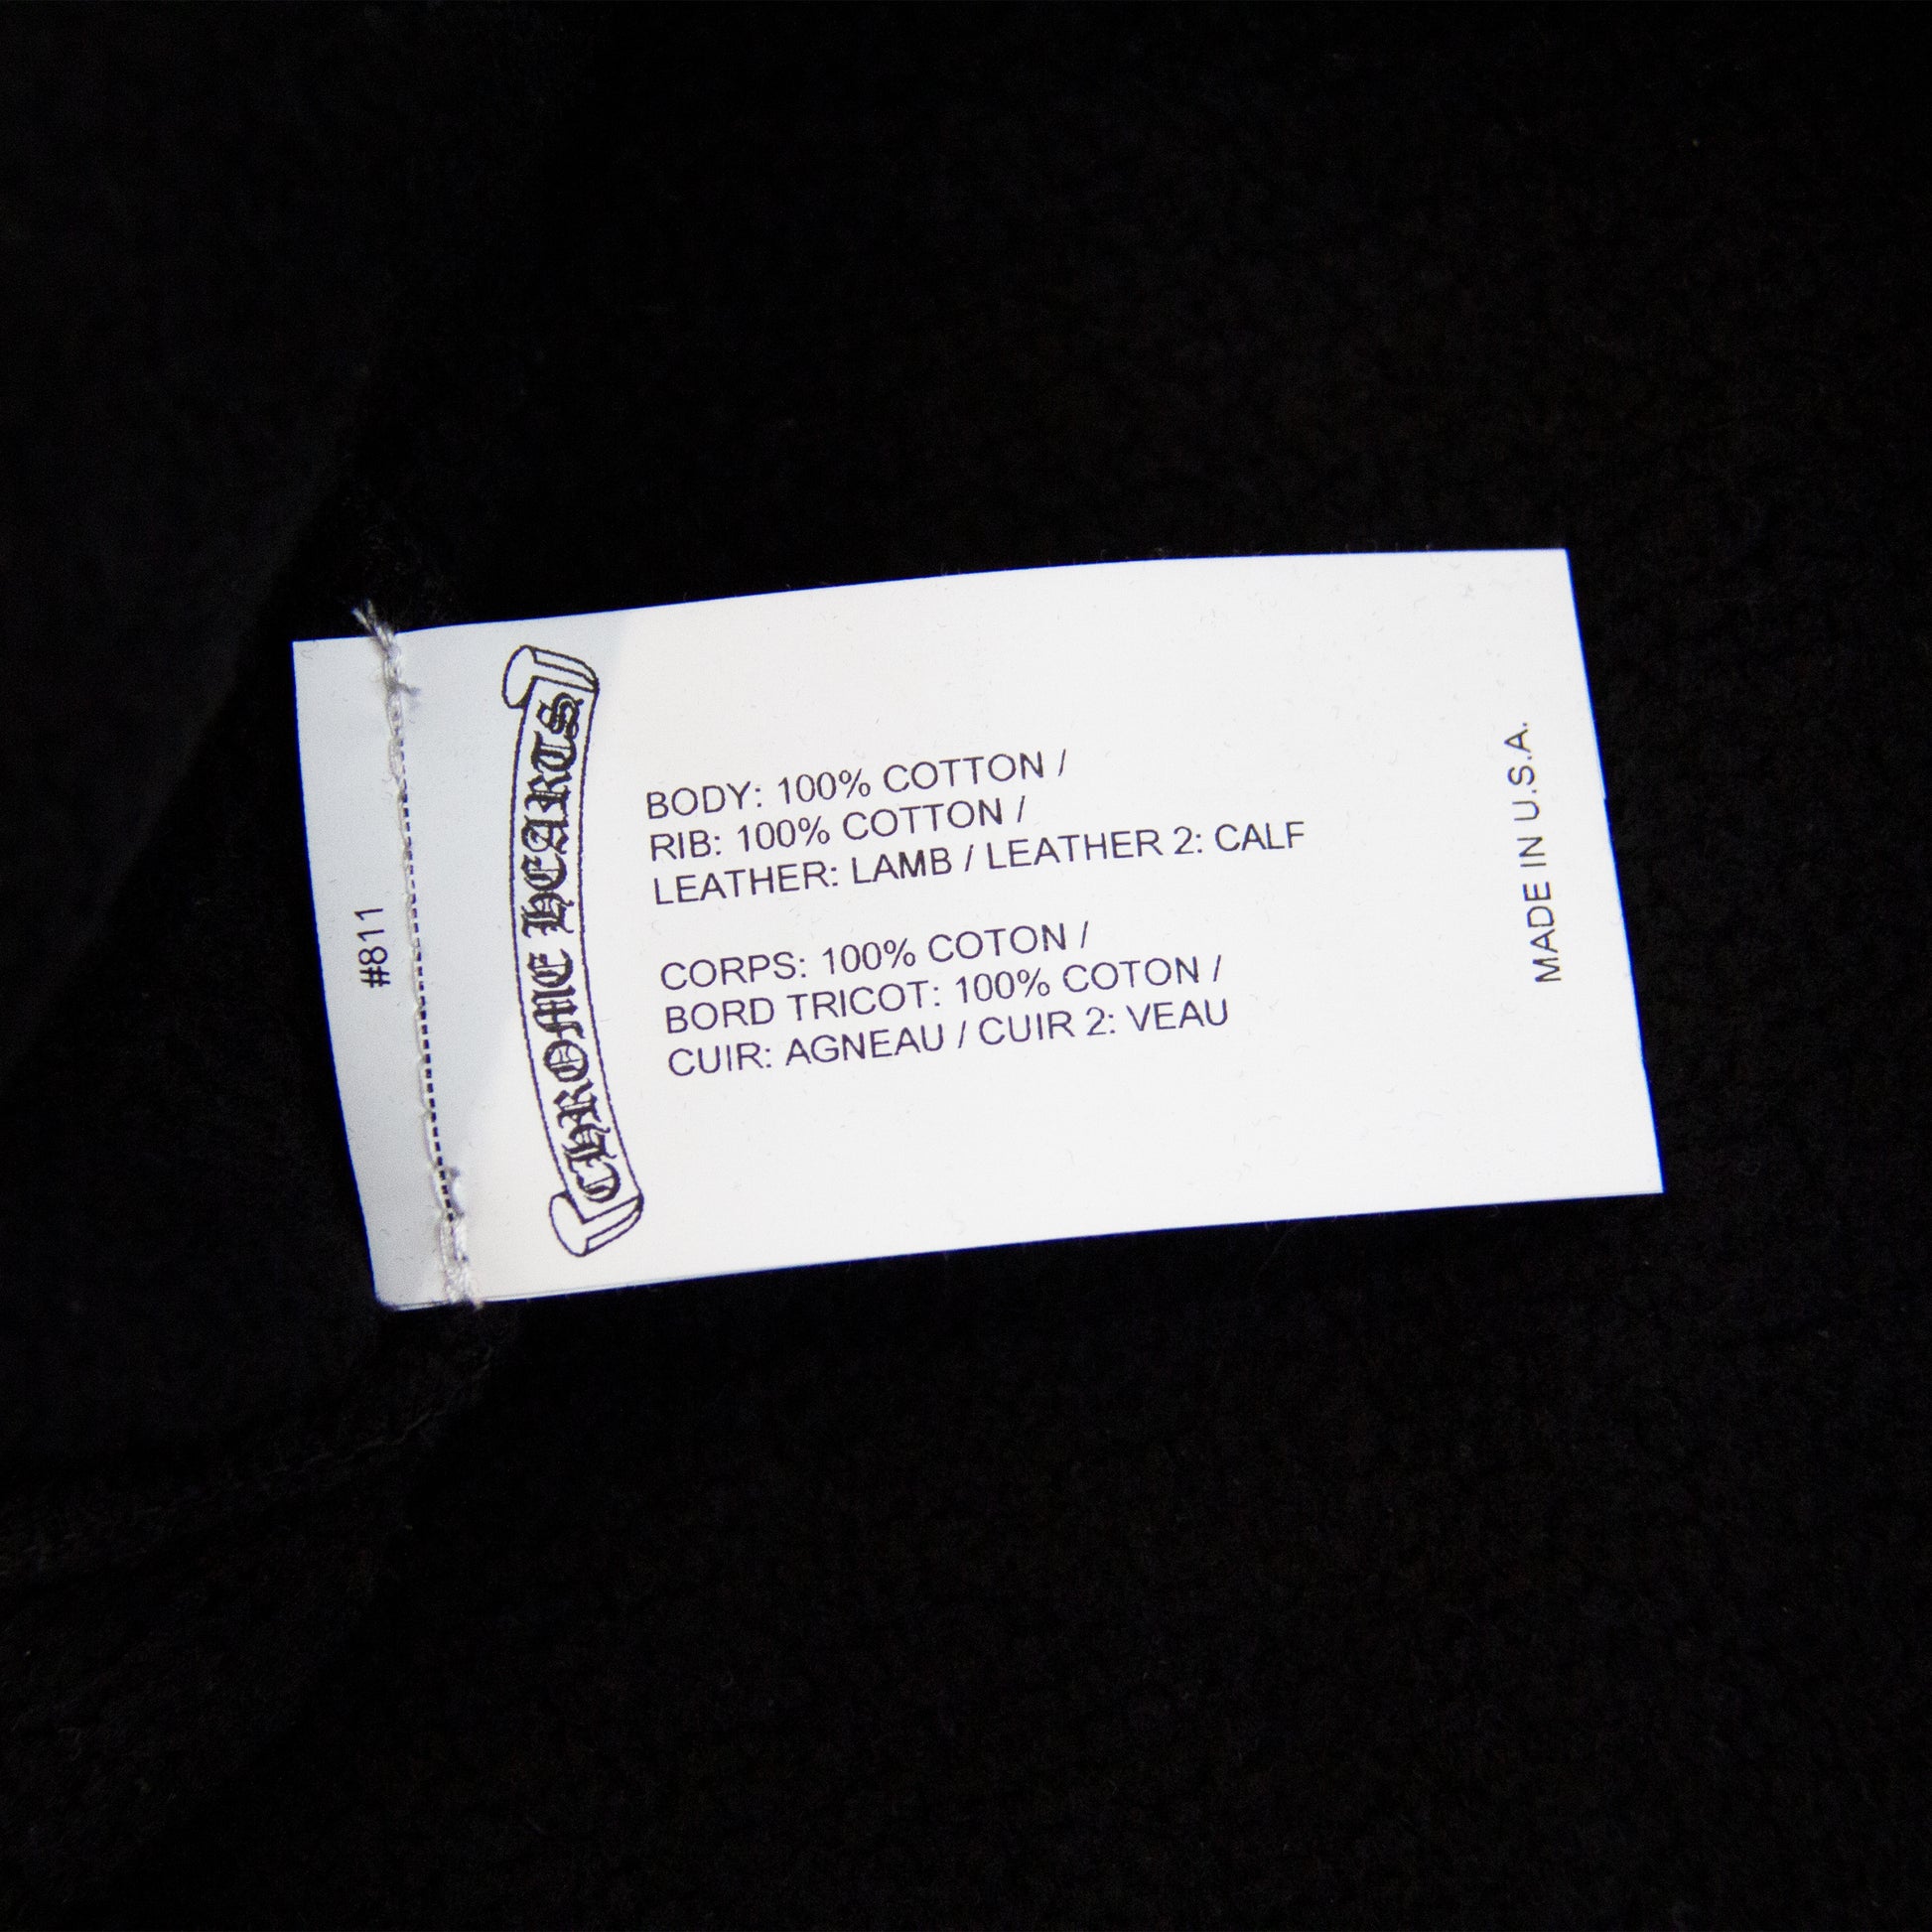 #811
CHROME HEARTS
BODY: 100% COTTON /
RIB: 100% COTTON /
LEATHER: LAMB / LEATHER 2: CALF
CORPS: 100% COTON /
BORD TRICOT: 100% COTON /
CUIR: AGNEAU / CUIR 2: VEAU
MADE IN U.S.A.